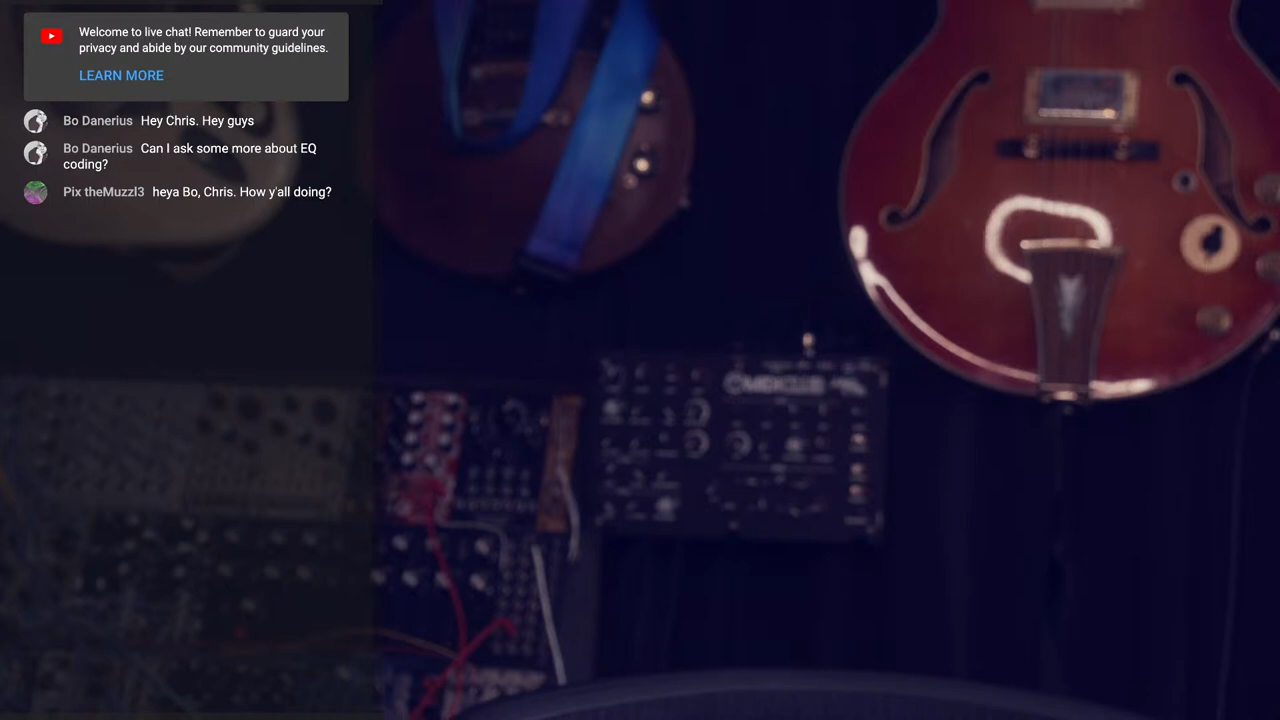 Welcome to live chat! Remember to guard your
privacy and abide by our community guidelines.
LEARN MORE
Bo Danerius Hey Chris. Hey guys
Bo Danerius Can I ask some more about EQ
coding?
Pix theMuzzl3 heya Bo, Chris. How y'all doing?